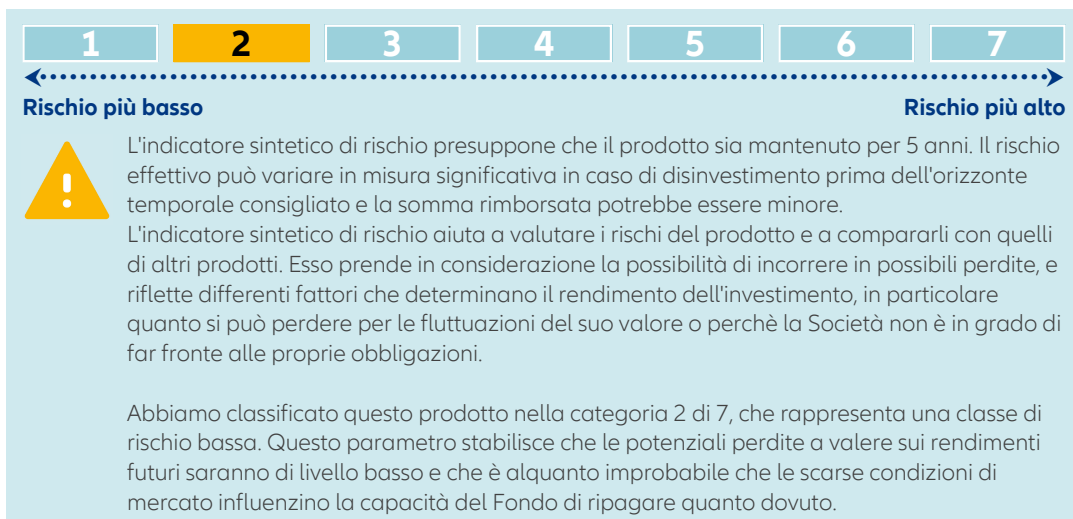 1 2 3 4 5 6 7
Rischio più basso Rischio più alto
L'indicatore sintetico di rischio presuppone che il prodotto sia mantenuto per 5 anni. Il rischio
effettivo può variare in misura significativa in caso di disinvestimento prima dell'orizzonte
temporale consigliato e la somma rimborsata potrebbe essere minore.
L'indicatore sintetico di rischio aiuta a valutare i rischi del prodotto e a compararli con quelli
di altri prodotti. Esso prende in considerazione la possibilità di incorrere in possibili perdite, e
riflette differenti fattori che determinano il rendimento dell'investimento, in particolare
quanto si può perdere per le fluttuazioni del suo valore o perchè la Società non è in grado di
far fronte alle proprie obbligazioni.
Abbiamo classificato questo prodotto nella categoria 2 di 7, che rappresenta una classe di
rischio bassa. Questo parametro stabilisce che le potenziali perdite a valere sui rendimenti
futuri saranno di livello basso e che è alquanto improbabile che le scarse condizioni di
mercato influenzino la capacità del Fondo di ripagare quanto dovuto.